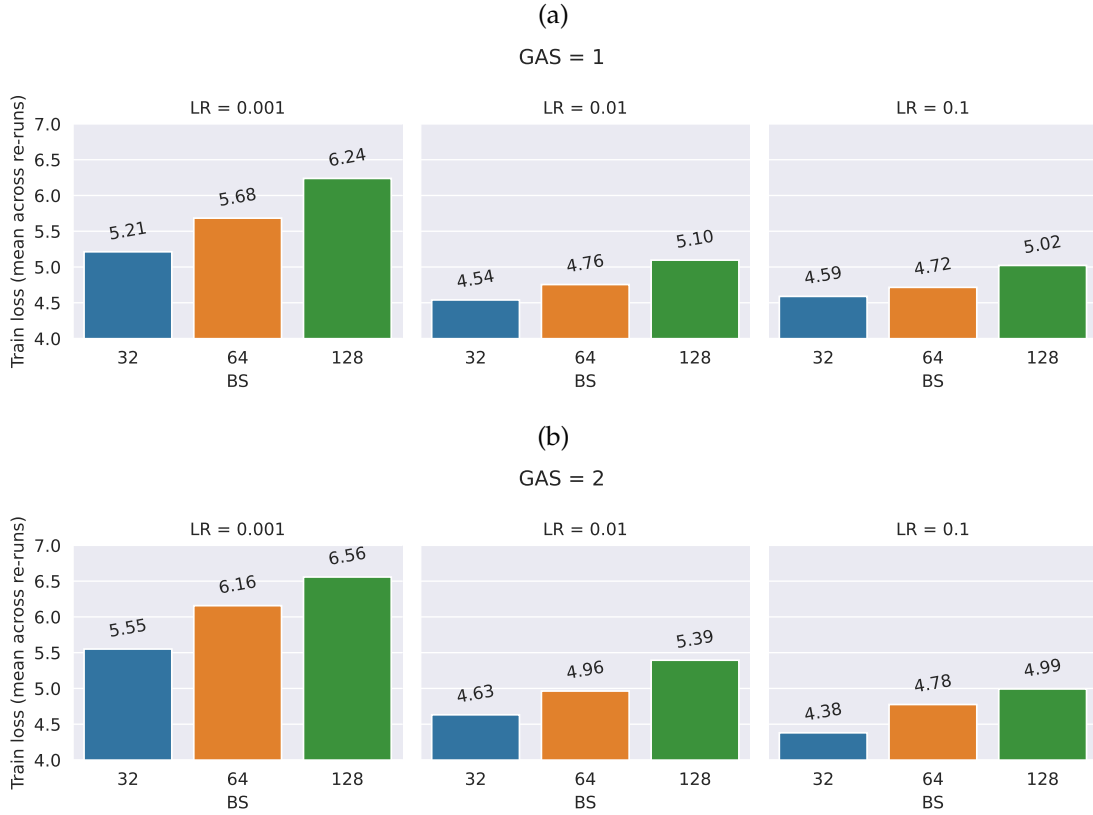 (a)
GAS = 1
LR = 0.001
LR = 0.01
LR = 0.1
Train loss (mean across re-runs)
7.0
6.5
6.0
5.5
5.0
4.5
4.0
5.21
5.68
6.24
4.54
4.76
5.10
4.59
4.72
5.02
32
64
128
32
64
128
32
64
128
BS
BS
BS
(b)
GAS = 2
LR = 0.001
LR = 0.01
LR = 0.1
Train loss (mean across re-runs)
7.0
6.5
6.0
5.5
5.0
4.5
4.0
5.55
6.16
6.56
4.63
4.96
5.39
4.38
4.78
4.99
32
64
128
32
64
128
32
64
128
BS
BS
BS